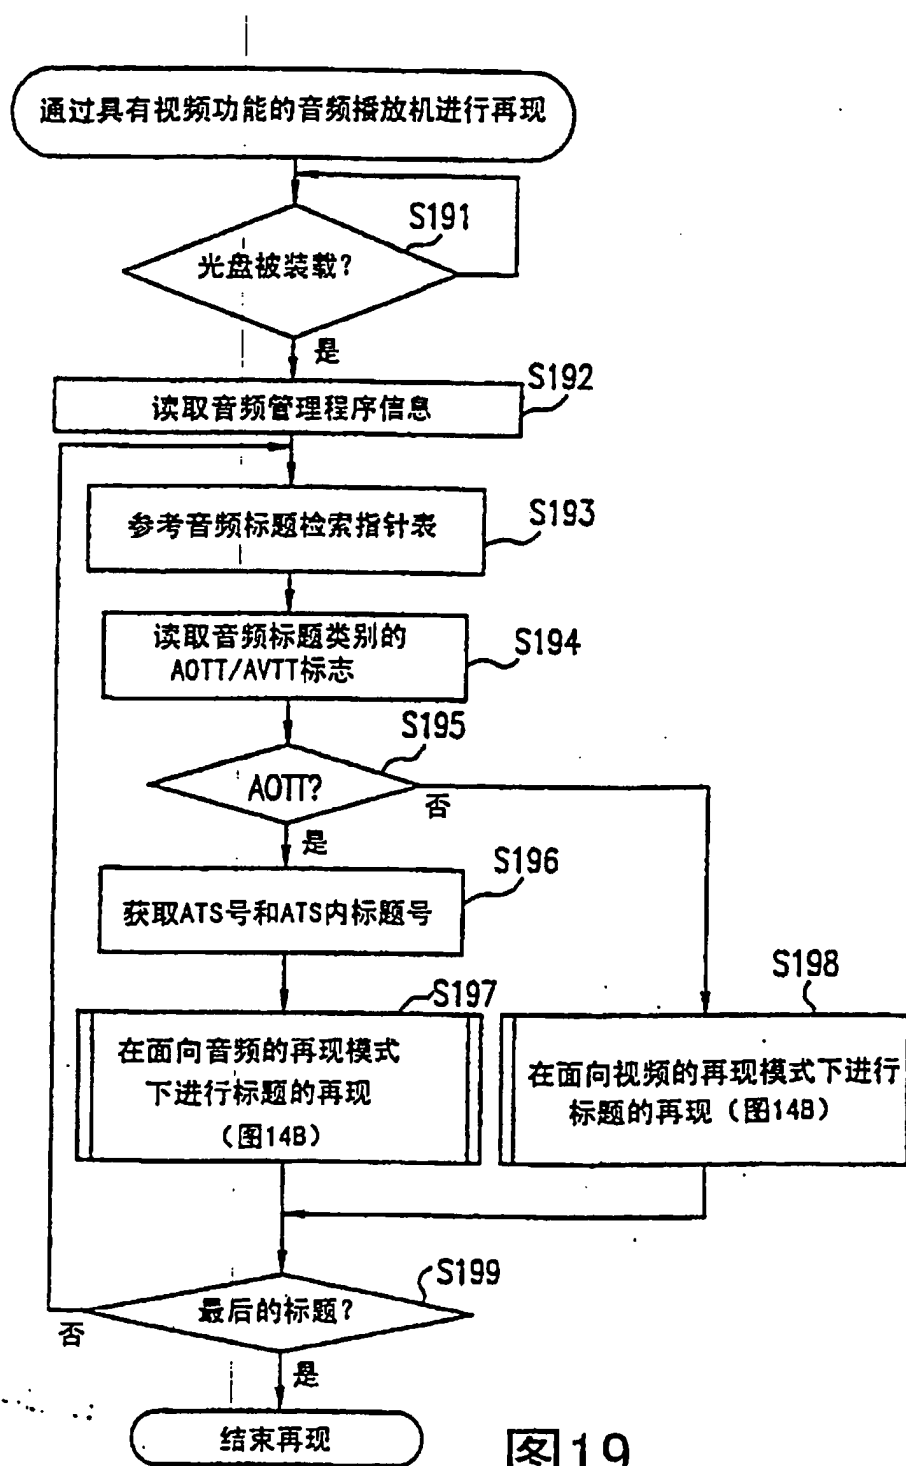 通过具有视频功能的音频播放机进行再现
S191
光盘被装载?
是
S192
读取音频管理程序信息
S193
参考音频标题检索指针表
S194
读取音频标题类别的
AOTT/AVTT标志
S195
AOTT?
否
是
S196
获取ATS号和ATS内标题号
S197
在面向音频的再现模式
下进行标题的再现
(图14B)
S198
在面向视频的再现模式下进行
标题的再现(图14B)
S199
最后的标题?
否
是
结束再现
图19